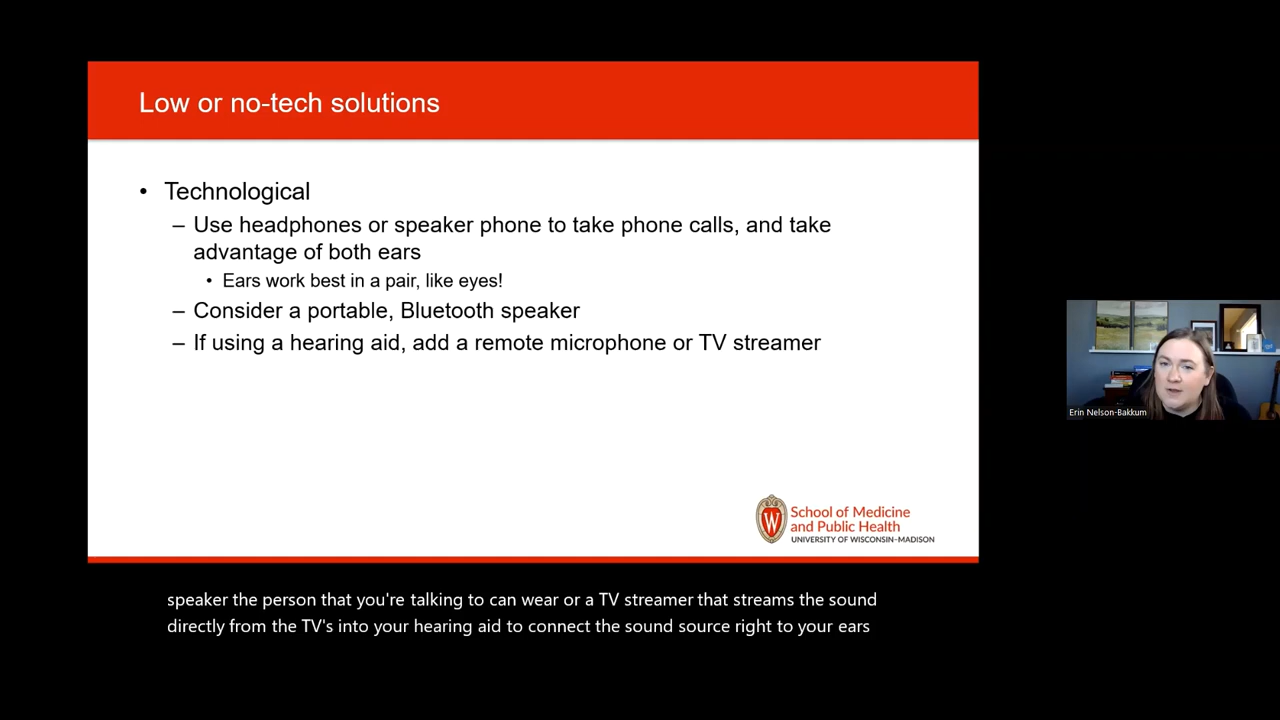 Low or no-tech solutions
• Technological
– Use headphones or speaker phone to take phone calls, and take
advantage of both ears
• Ears work best in a pair, like eyes!
– Consider a portable, Bluetooth speaker
– If using a hearing aid, add a remote microphone or TV streamer
W
School of Medicine
and Public Health
UNIVERSITY OF WISCONSIN–MADISON
Erin Nelson-Bakkum
speaker the person that you're talking to can wear or a TV streamer that streams the sound
directly from the TV's into your hearing aid to connect the sound source right to your ears